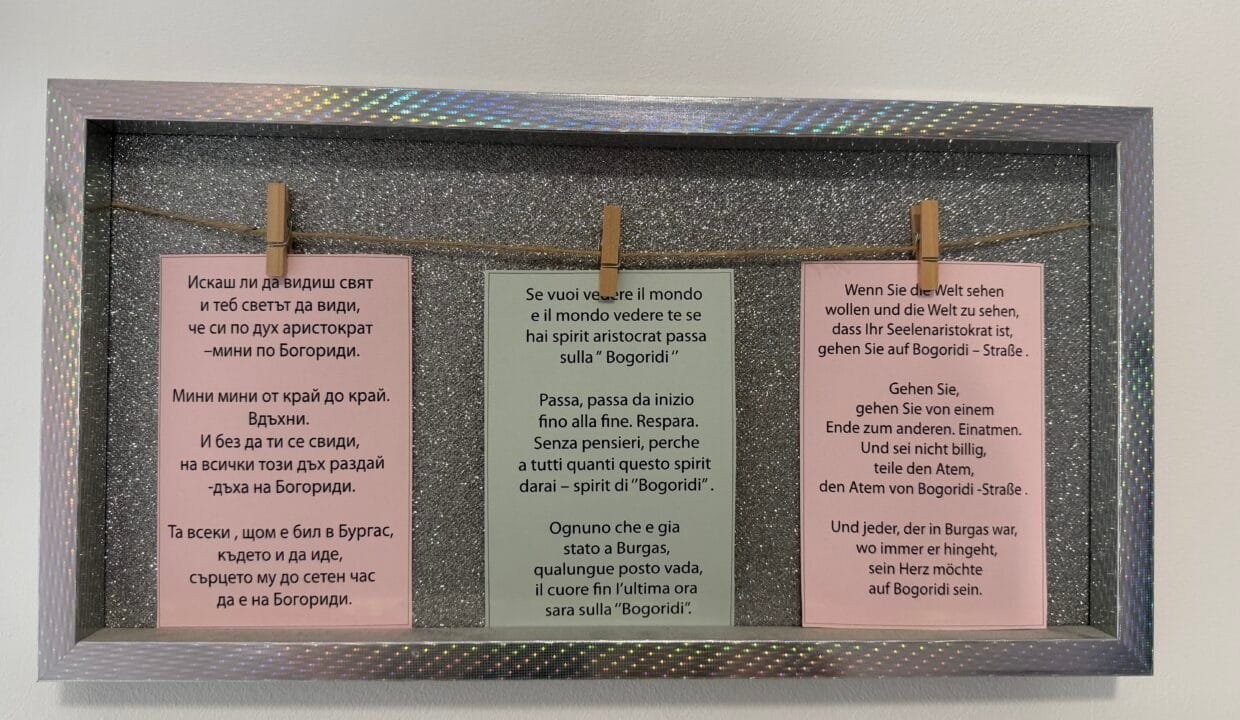 Искаш ли да видиш свят
и теб светът да види,
че си по дух аристократ
–мини по Богориди.
Мини мини от край до край.
Вдъхни.
И без да ти се свиди,
на всички този дъх раздай
-дъха на Богориди.
Та всеки , щом е бил в Бургас,
където и да иде,
сърцето му до сетен час
да е на Богориди.
Se vuoi vedere il mondo
e il mondo vedere te se
hai spirit aristocrat passa
sulla " Bogoridi "
Passa, passa da inizio
fino alla fine. Respara.
Senza pensieri, perche
a tutti quanti questo spirit
darai – spirit di "Bogoridi" .
Ognuno che e gia
stato a Burgas,
qualungue posto vada,
il cuore fin l'ultima ora
sara sulla "Bogoridi".
Wenn Sie die Welt sehen
wollen und die Welt zu sehen,
dass Ihr Seelenaristokrat ist,
gehen Sie auf Bogoridi – Straße .
Gehen Sie,
gehen Sie von einem
Ende zum anderen. Einatmen.
Und sei nicht billig,
teile den Atem,
den Atem von Bogoridi -Straße .
Und jeder, der in Burgas war,
wo immer er hingeht,
sein Herz möchte
auf Bogoridi sein.